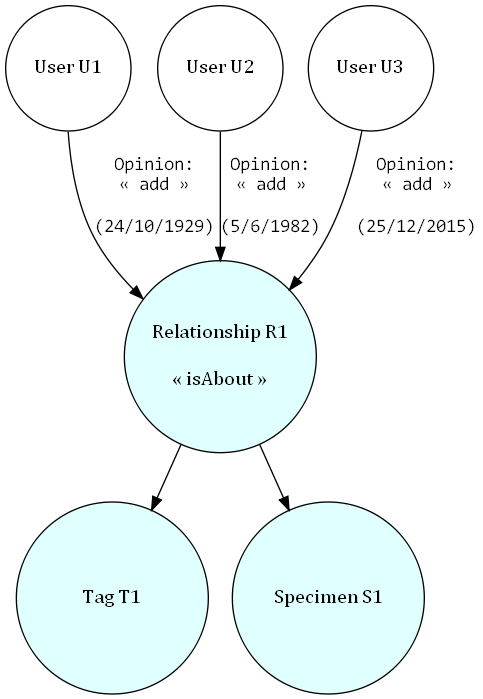 User U1
User U2
User U3
Opinion:
« add »
(24/10/1929)
Opinion:
« add »
(5/6/1982)
Opinion:
« add »
(25/12/2015)
Relationship R1
« isAbout »
Tag T1
Specimen S1